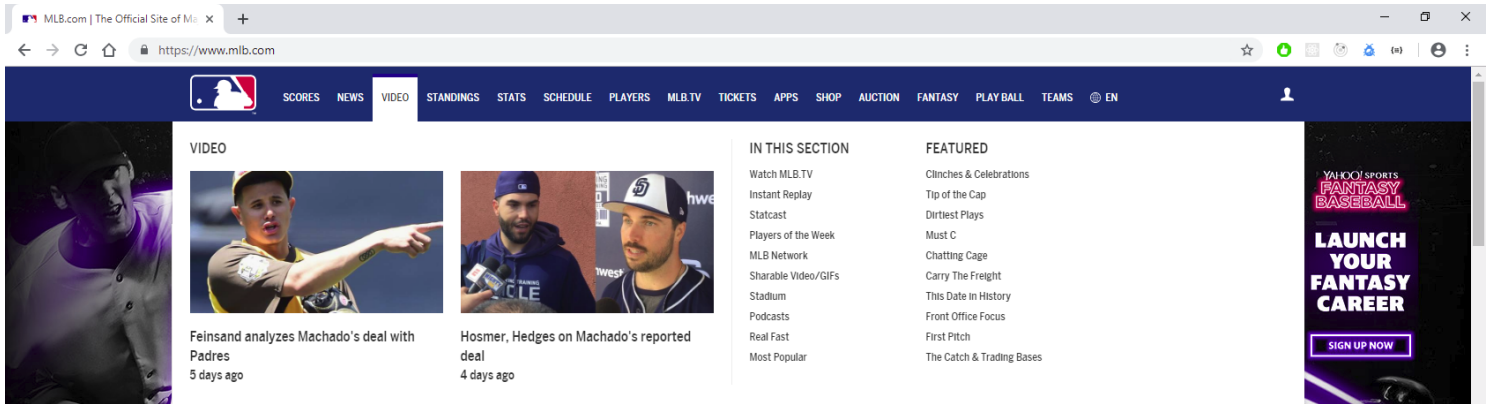 MLB.com | The Official Site of Ma
https://www.mlb.com
SCORES NEWS VIDEO STANDINGS STATS SCHEDULE PLAYERS MLB.TV TICKETS APPS SHOP AUCTION FANTASY PLAY BALL TEAMS EN
VIDEO
Feinsand analyzes Machado's deal with
Padres
5 days ago
Hosmer, Hedges on Machado's reported
deal
4 days ago
IN THIS SECTION
Watch MLB.TV
Instant Replay
Statcast
Players of the Week
MLB Network
Sharable Video/GIFs
Stadium
Podcasts
Real Fast
Most Popular
FEATURED
Clinches & Celebrations
Tip of the Cap
Dirtiest Plays
Must C
Chatting Cage
Carry The Freight
This Date in History
Front Office Focus
First Pitch
The Catch & Trading Bases
YAHOO! SPORTS
FANTASY
BASEBALL
LAUNCH
YOUR
FANTASY
CAREER
SIGN UP NOW